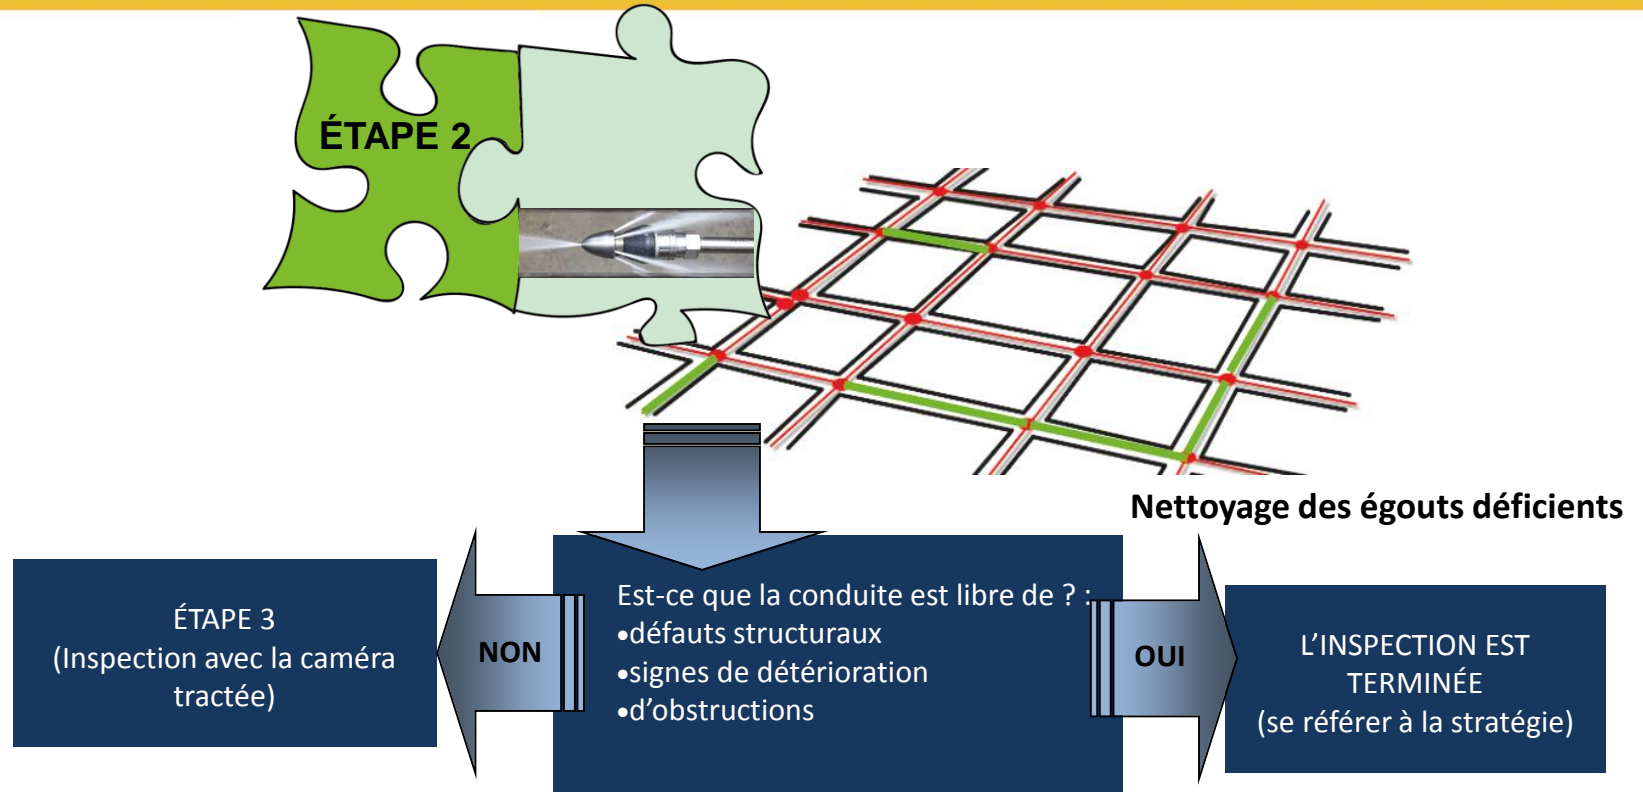 ÉTAPE 2
Nettoyage des égouts déficients
ÉTAPE 3
(Inspection avec la caméra
tractée)
NON
Est-ce que la conduite est libre de ? :
•défauts structuraux
•signes de détérioration
•d’obstructions
OUI
L’INSPECTION EST
TERMINÉE
(se référer à la stratégie)